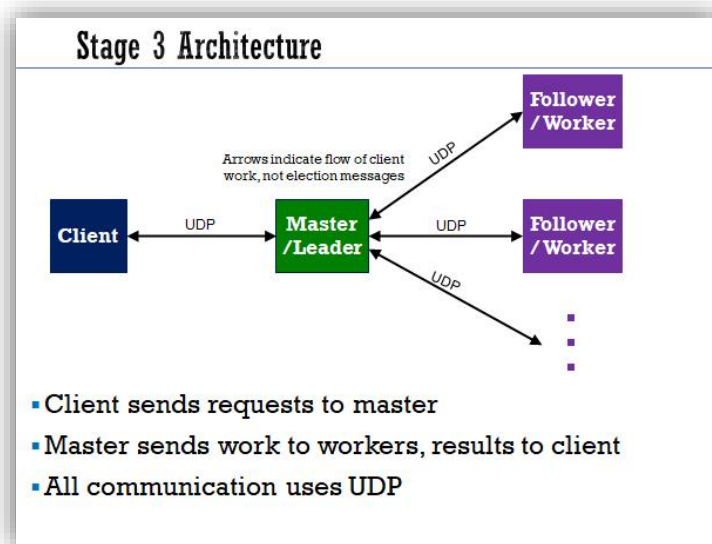 Stage 3 Architecture
Follower
/Worker
Arrows indicate flow of client
work, not election messages
UDP
Client
UDP
Master
/Leader
UDP
Follower
/Worker
UDP
▪Client sends requests to master
▪Master sends work to workers, results to client
▪All communication uses UDP